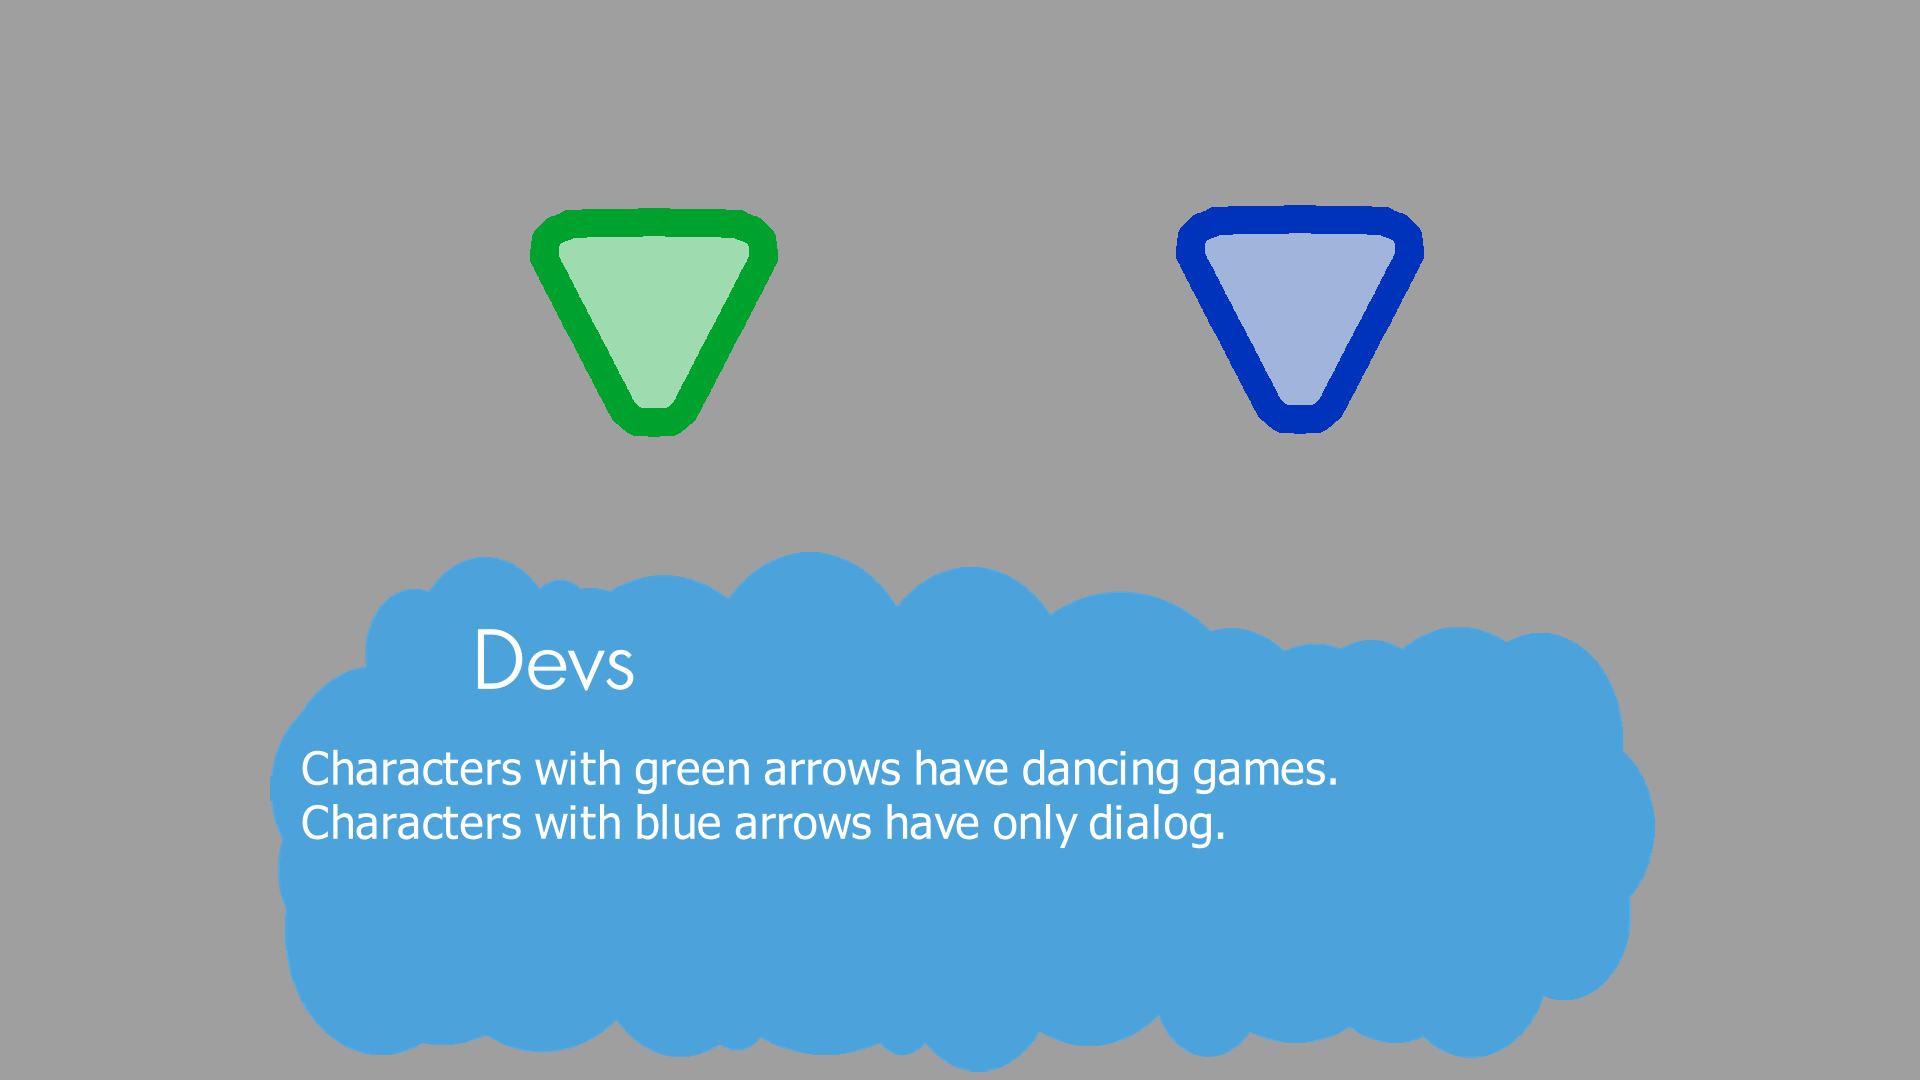 Devs
Characters with green arrows have dancing games.
Characters with blue arrows have only dialog.